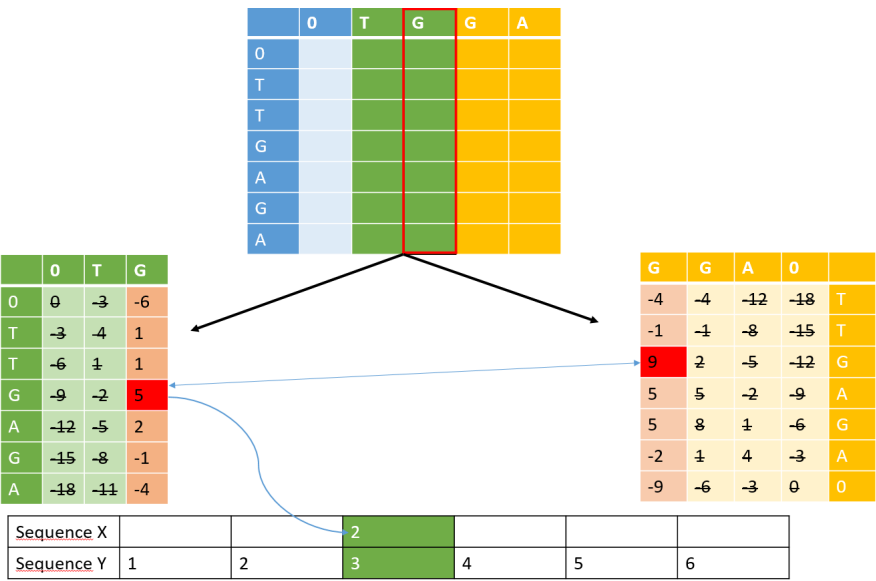 0 T G G A
0
T
T
G
A
G
A
0 T G
0 0 -3 -6
T -3 -4 1
T -6 1 1
G -9 -2 5
A -12 -5 2
G -15 -8 -1
A -18 -11 -4
G G A 0
-4 -4 -12 -18 T
-1 -1 -8 -15 T
9 2 -5 -12 G
5 5 -2 -9 A
5 8 1 -6 G
-2 1 4 -3 A
-9 -6 -3 0 0
Sequence X 2
Sequence Y 1 2 3 4 5 6